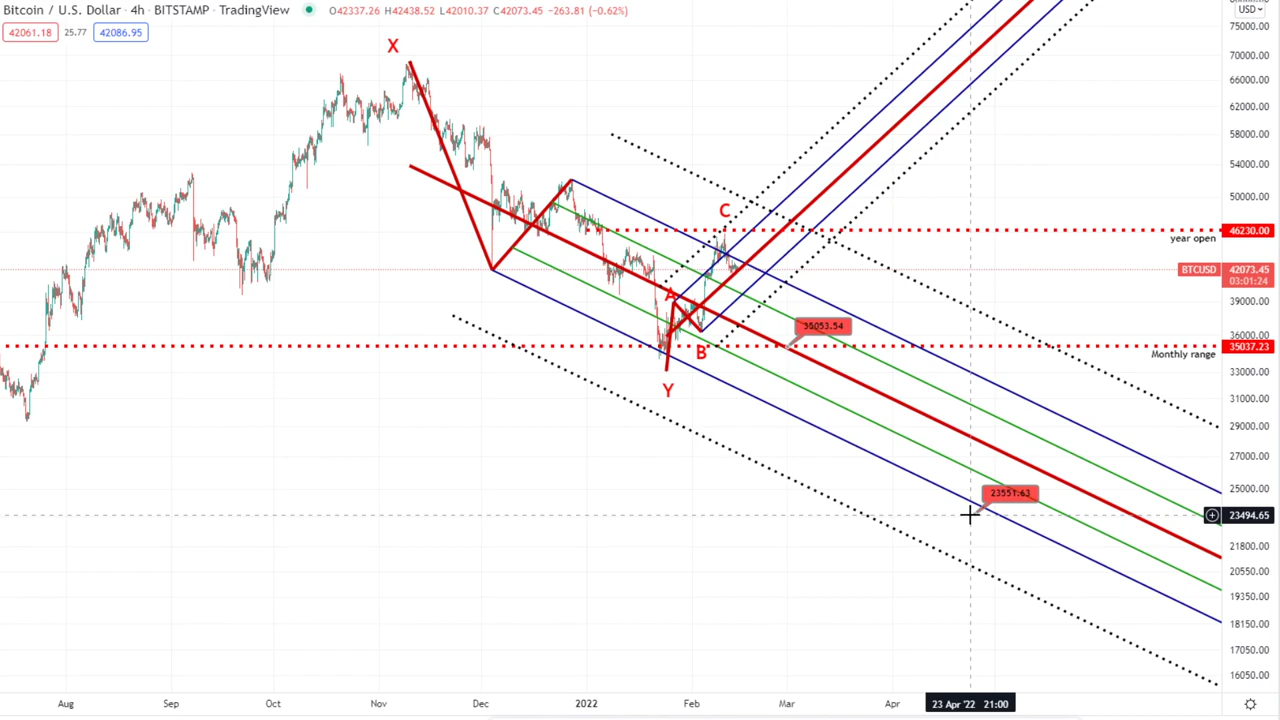 Bitcoin / U.S. Dollar · 4h · BITSTAMP · TradingView O42337.26 H42438.52 L42010.37 C42073.45 -263.81 (-0.62%)
USD
42061.18 25.77 42086.95
75000.00
X
70000.00
66000.00
62000.00
58000.00
54000.00
50000.00
C
46230.00
year open
BTCUSD 42073.45
03:01:24
A
39000.00
35053.54
36000.00
B
35037.23
Monthly range
33000.00
Y
31000.00
29000.00
27000.00
25000.00
23551.63
23494.65
21800.00
20550.00
19350.00
18150.00
17050.00
16050.00
Aug Sep Oct Nov Dec 2022 Feb Mar Apr 23 Apr '22 21:00